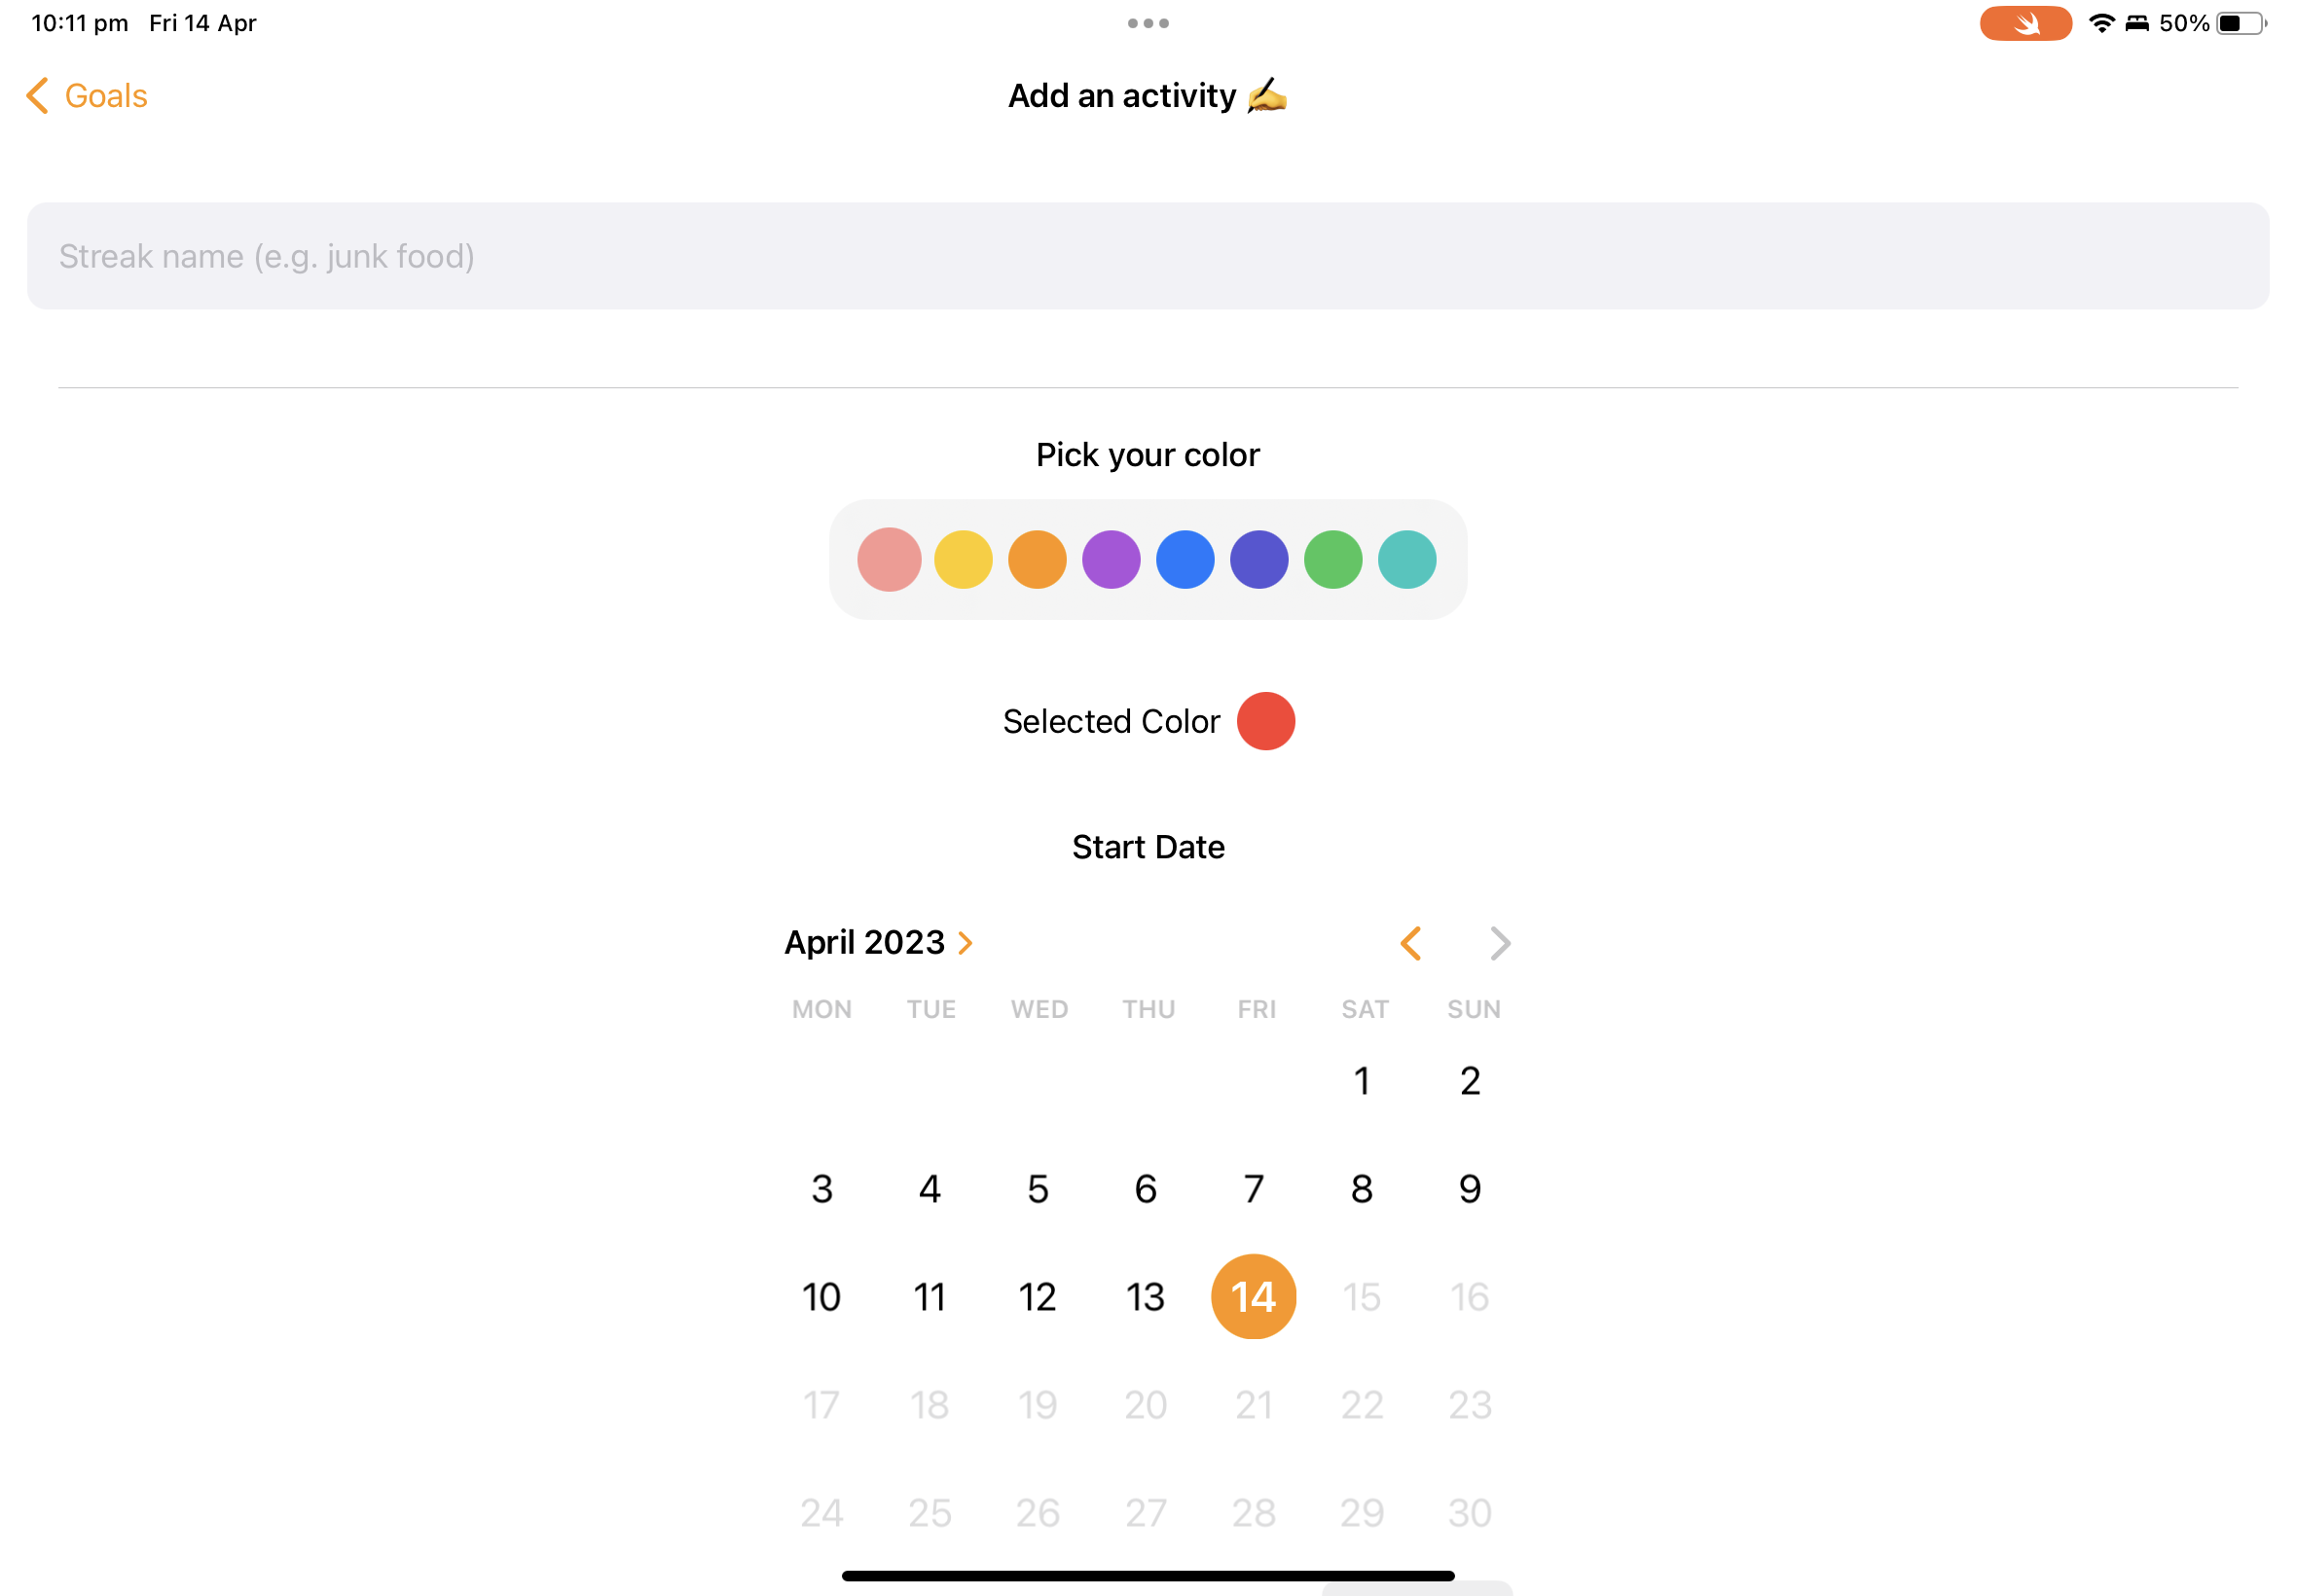 10:11 pm Fri 14 Apr 50%
Goals
Add an activity ✍️
Streak name (e.g. junk food)
Pick your color
Selected Color
Start Date
April 2023
MON TUE WED THU FRI SAT SUN
1 2
3 4 5 6 7 8 9
10 11 12 13 14 15 16
17 18 19 20 21 22 23
24 25 26 27 28 29 30